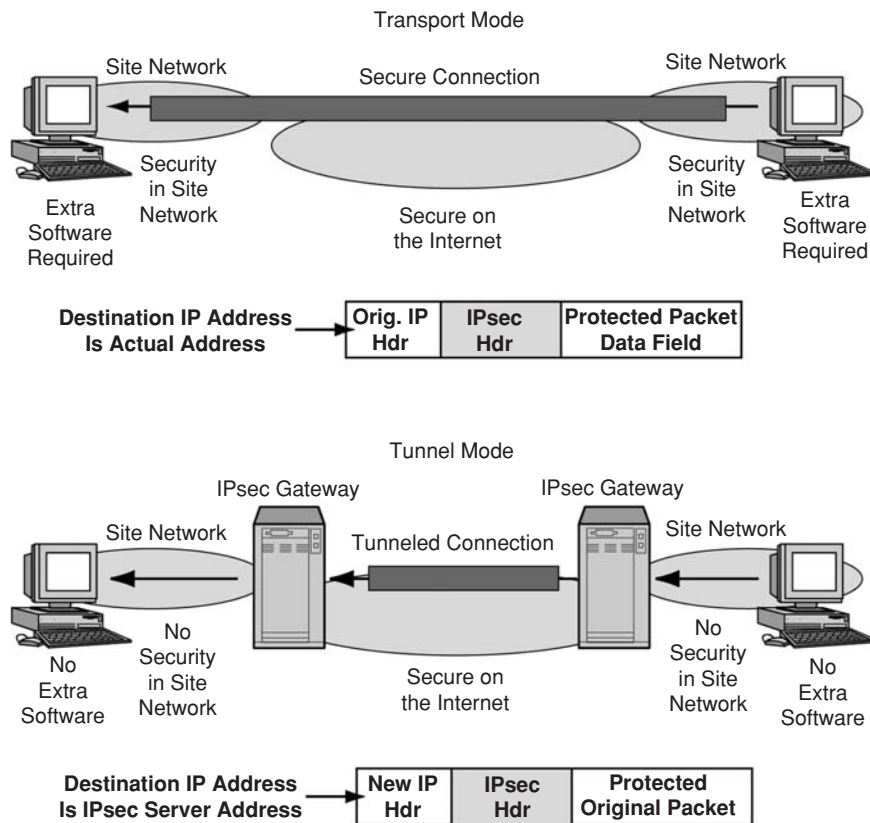 Transport Mode
Site Network
Secure Connection
Site Network
Security
in Site
Network
Security
in Site
Network
Extra
Software
Required
Secure on
the Internet
Extra
Software
Required
Destination IP Address
Is Actual Address
Orig. IP
Hdr
IPsec
Hdr
Protected Packet
Data Field
Tunnel Mode
IPsec Gateway
IPsec Gateway
Site Network
Tunneled Connection
Site Network
No
Security
in Site
Network
No
Security
in Site
Network
No
Extra
Software
Secure on
the Internet
No
Extra
Software
Destination IP Address
Is IPsec Server Address
New IP
Hdr
IPsec
Hdr
Protected
Original Packet